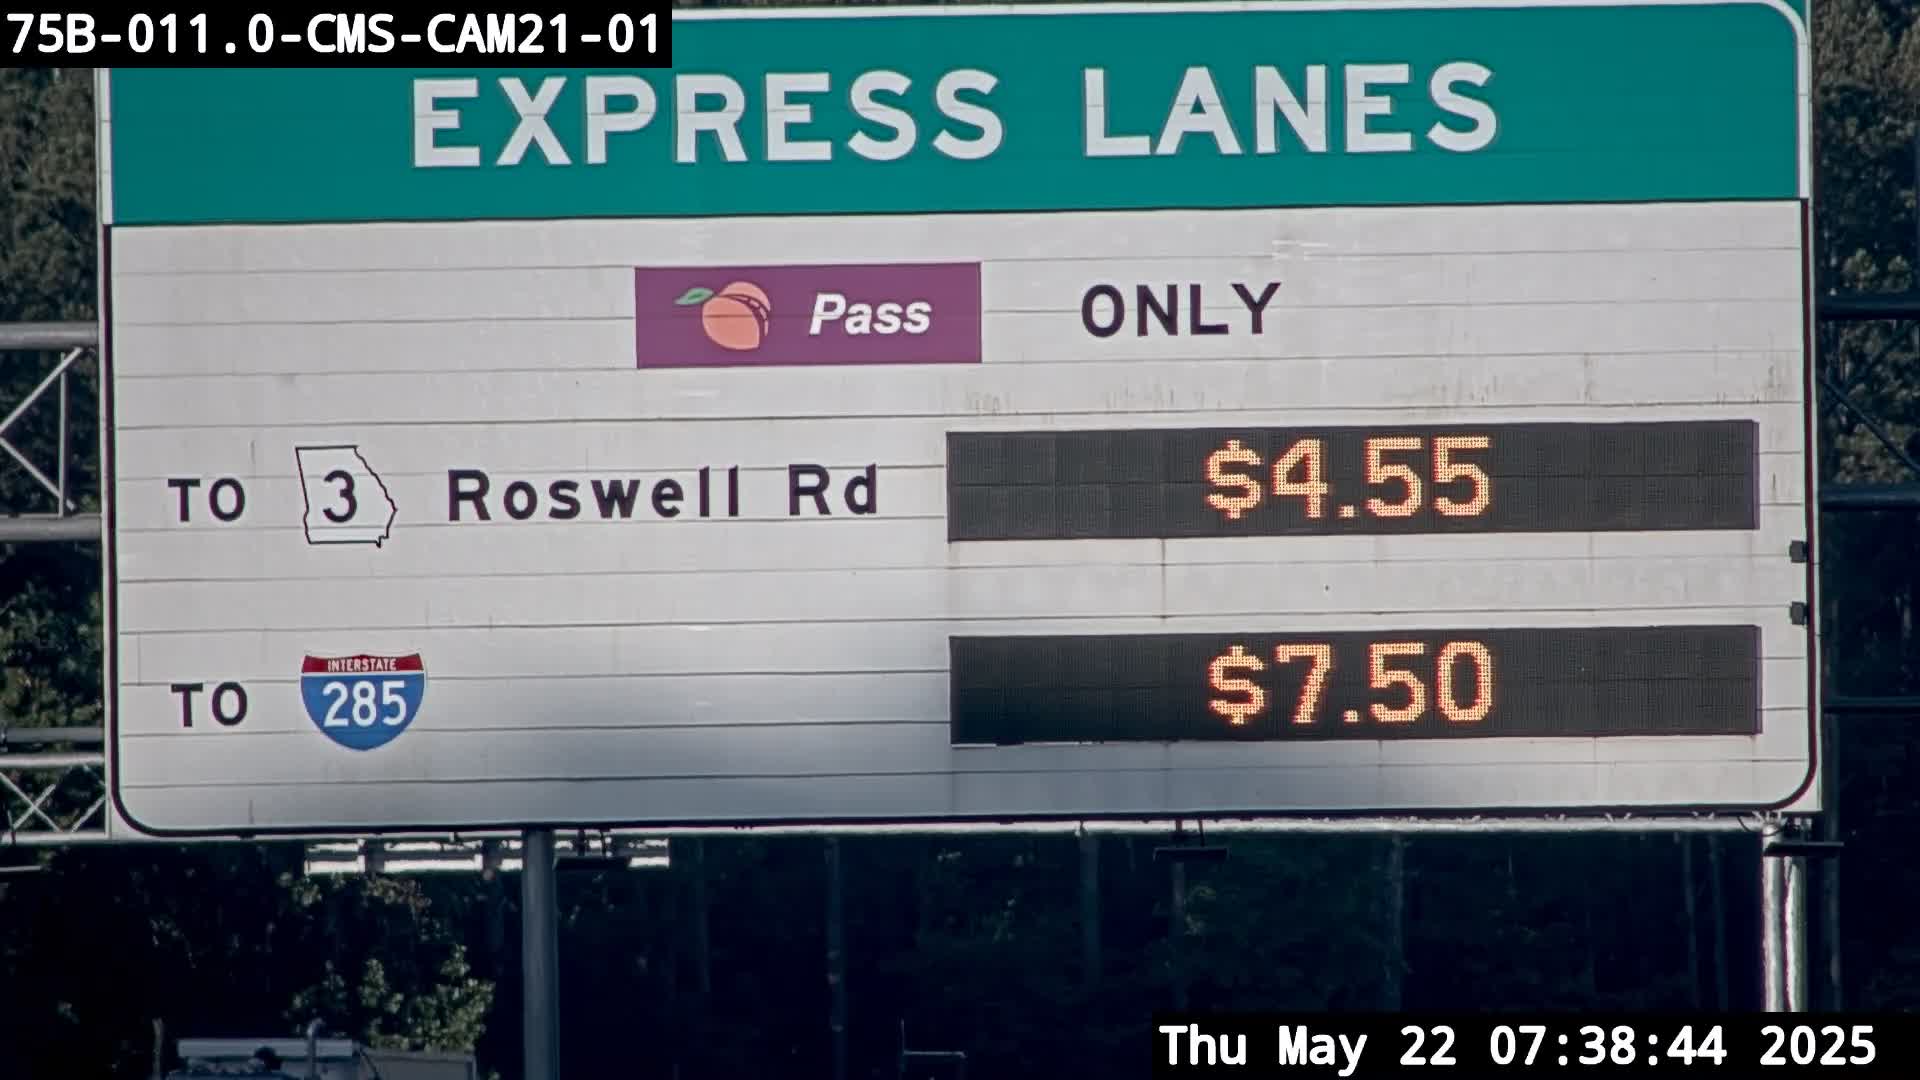 75B-011.0-CMS-CAM21-01
EXPRESS LANES
Pass ONLY
TO 3 Roswell Rd $4.55
INTERSTATE
TO 285 $7.50
Thu May 22 07:38:44 2025